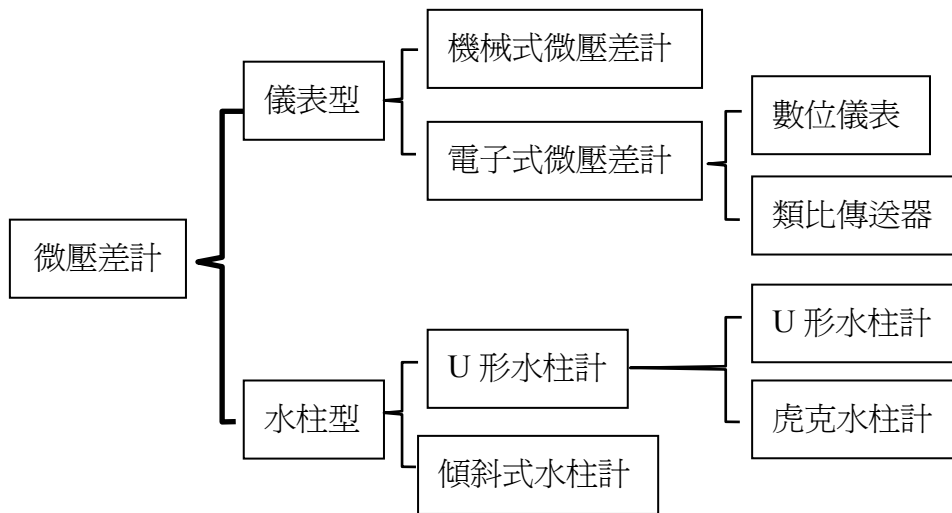 機械式微壓差計
儀表型
數位儀表
電子式微壓差計
類比傳送器
微壓差計
U 形水柱計
U 形水柱計
水柱型
虎克水柱計
傾斜式水柱計